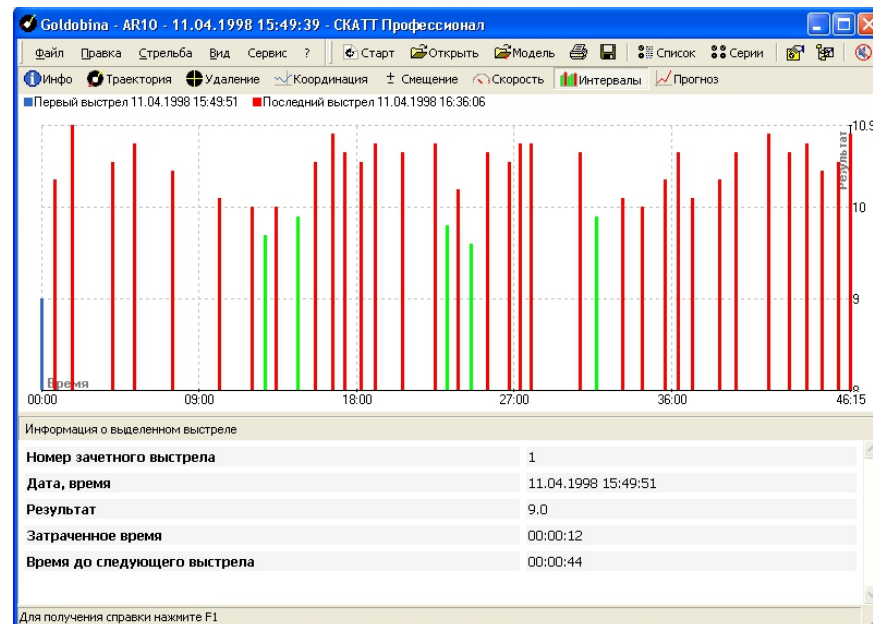 Goldobina - AR10 - 11.04.1998 15:49:39 - СКАТТ Профессионал
Файл Правка Стрельба Вид Сервис ? Старт Открыть Модель Список Серии
Инфо Траектория Удаление Координация ± Смещение Скорость Интервалы Прогноз
Первый выстрел 11.04.1998 15:49:51 Последний выстрел 11.04.1998 16:36:06
10.9
Результат
10
9
8
Время
00:00 09:00 18:00 27:00 36:00 46:15
Информация о выделенном выстреле
Номер зачетного выстрела 1
Дата, время 11.04.1998 15:49:51
Результат 9.0
Затраченное время 00:00:12
Время до следующего выстрела 00:00:44
Для получения справки нажмите F1